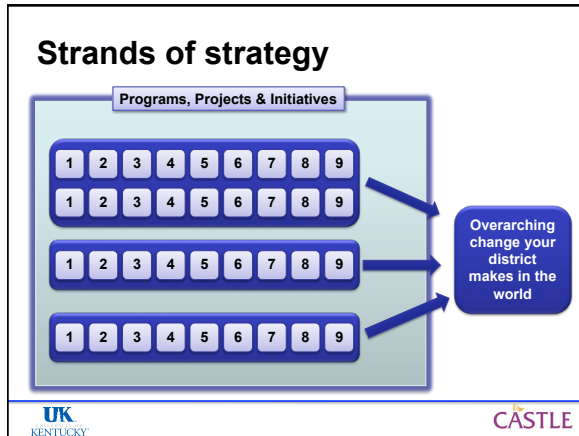 Strands of strategy
Programs, Projects & Initiatives
1 2 3 4 5 6 7 8 9
1 2 3 4 5 6 7 8 9
1 2 3 4 5 6 7 8 9
1 2 3 4 5 6 7 8 9
Overarching
change your
district
makes in the
world
UK
KENTUCKY
CASTLE